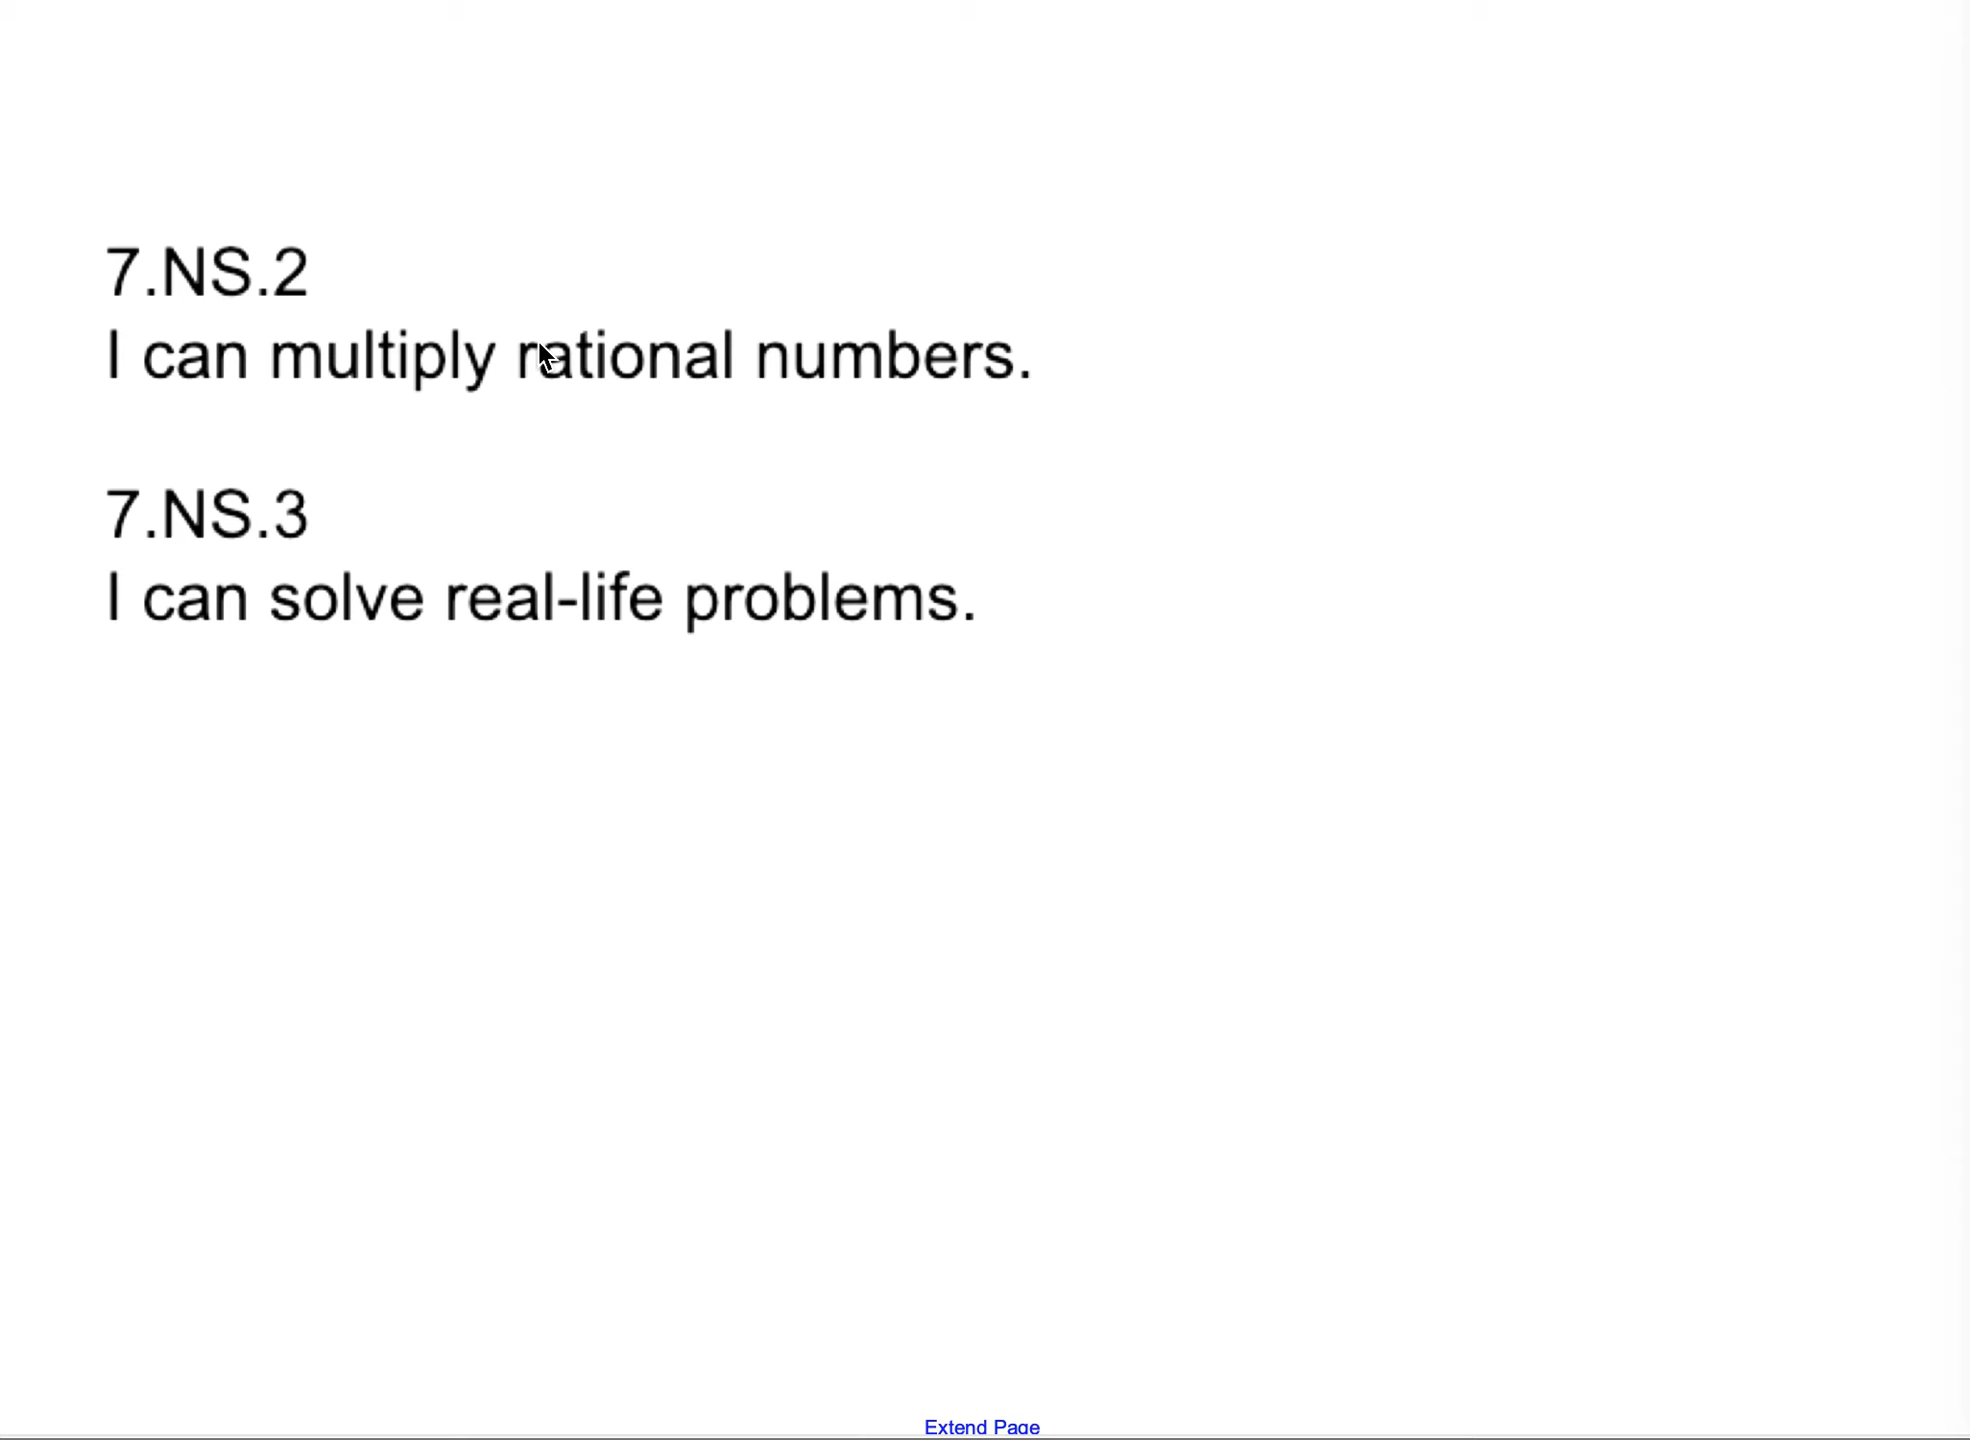 7.NS.2
I can multiply rational numbers.
7.NS.3
I can solve real-life problems.
Extend Page